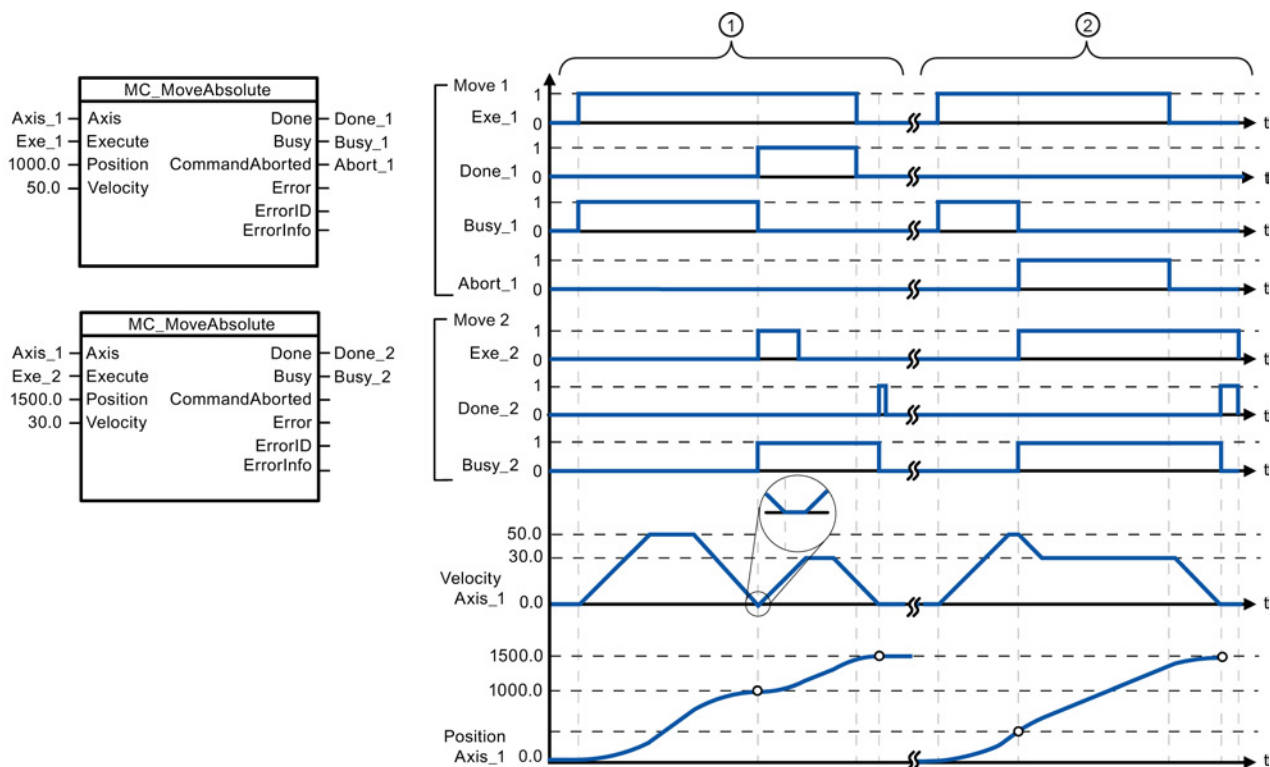 MC_MoveAbsolute
Axis_1 Axis Done Done_1
Exe_1 Execute Busy Busy_1
1000.0 Position CommandAborted Abort_1
50.0 Velocity Error
ErrorID
ErrorInfo
MC_MoveAbsolute
Axis_1 Axis Done Done_2
Exe_2 Execute Busy Busy_2
1500.0 Position CommandAborted
30.0 Velocity Error
ErrorID
ErrorInfo
1 2
Move 1
1
Exe_1
0 t
1
Done_1
0 t
1
Busy_1
0 t
1
Abort_1
0 t
Move 2
1
Exe_2
0 t
1
Done_2
0 t
1
Busy_2
0 t
50.0
30.0
Velocity
Axis_1
0.0 t
1500.0
1000.0
Position
Axis_1
0.0 t